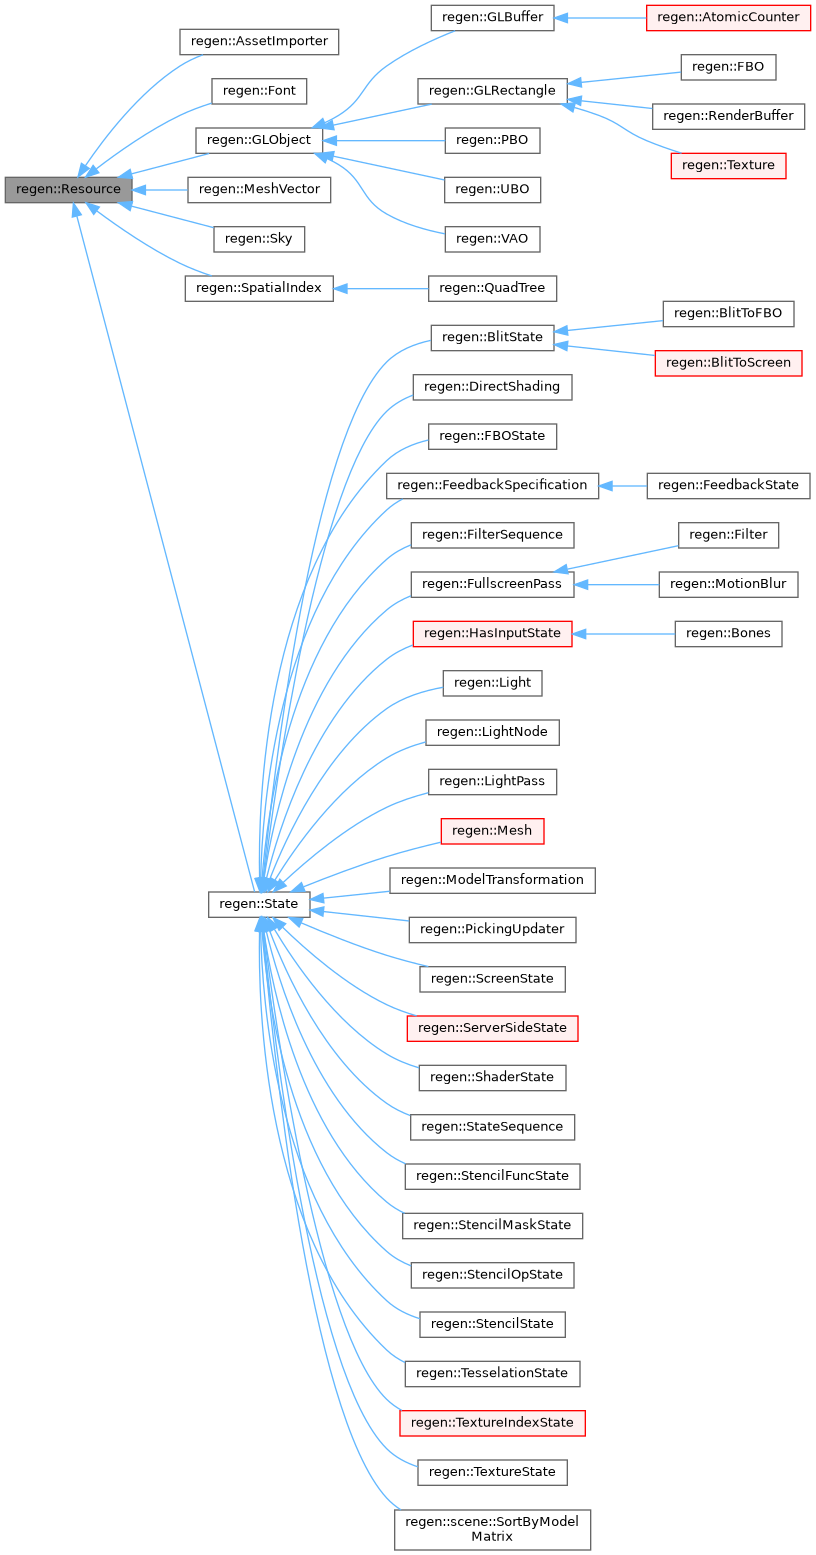 regen::GLBuffer
regen::AtomicCounter
regen::AssetImporter
regen::FBO
regen::Font
regen::GLRectangle
regen::RenderBuffer
regen::GLObject
regen::PBO
regen::Texture
regen::Resource
regen::MeshVector
regen::UBO
regen::Sky
regen::VAO
regen::SpatialIndex
regen::QuadTree
regen::BlitToFBO
regen::BlitState
regen::BlitToScreen
regen::DirectShading
regen::FBOState
regen::FeedbackSpecification
regen::FeedbackState
regen::FilterSequence
regen::Filter
regen::FullscreenPass
regen::MotionBlur
regen::HasInputState
regen::Bones
regen::Light
regen::LightNode
regen::LightPass
regen::Mesh
regen::ModelTransformation
regen::State
regen::PickingUpdater
regen::ScreenState
regen::ServerSideState
regen::ShaderState
regen::StateSequence
regen::StencilFuncState
regen::StencilMaskState
regen::StencilOpState
regen::StencilState
regen::TesselationState
regen::TextureIndexState
regen::TextureState
regen::scene::SortByModel
Matrix